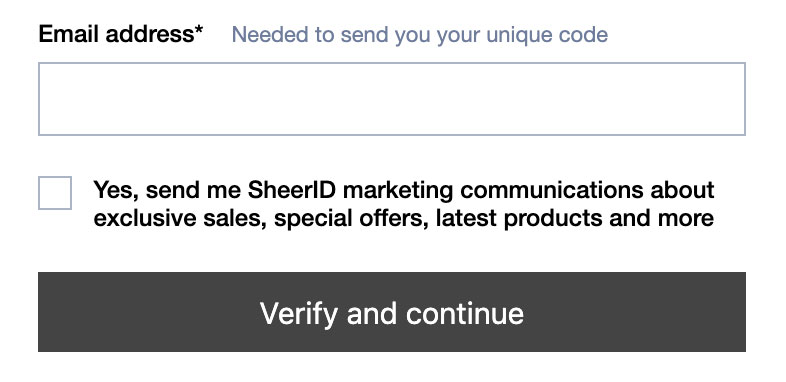 Email address* Needed to send you your unique code
Yes, send me SheerID marketing communications about
exclusive sales, special offers, latest products and more
Verify and continue